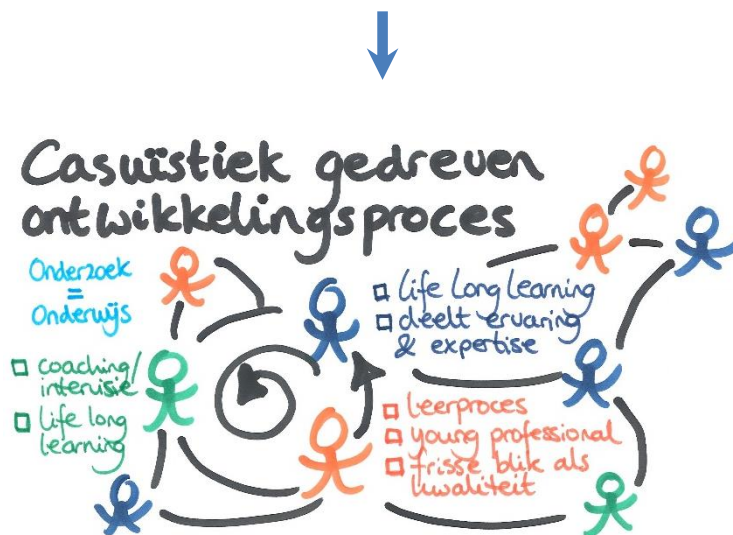 Casuïstiek gedreven
ontwikkelingsproces
Onderzoek
=
Onderwijs
coaching/
intervisie
life long
learning
life long learning
deelt ervaring
& expertise
leerproces
young professional
frisse blik als
kwaliteit